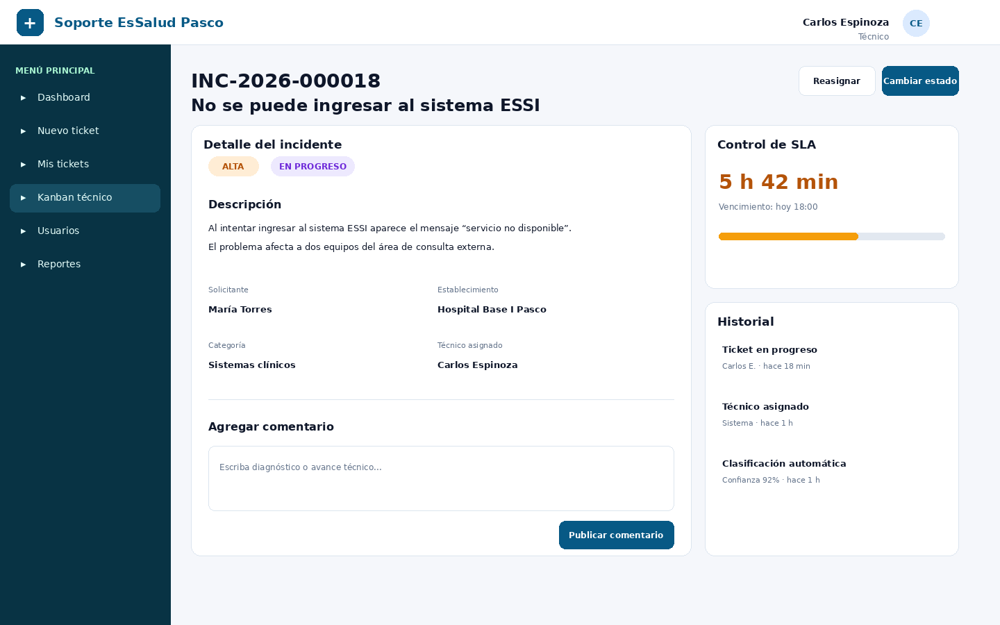 + Soporte EsSalud Pasco
Carlos Espinoza
Técnico
CE
MENÚ PRINCIPAL
Dashboard
Nuevo ticket
Mis tickets
Kanban técnico
Usuarios
Reportes
INC-2026-000018
No se puede ingresar al sistema ESSI
Reasignar
Cambiar estado
Detalle del incidente
ALTA
EN PROGRESO
Descripción
Al intentar ingresar al sistema ESSI aparece el mensaje “servicio no disponible”.
El problema afecta a dos equipos del área de consulta externa.
Solicitante
María Torres
Establecimiento
Hospital Base I Pasco
Categoría
Sistemas clínicos
Técnico asignado
Carlos Espinoza
Agregar comentario
Escriba diagnóstico o avance técnico...
Publicar comentario
Control de SLA
5 h 42 min
Vencimiento: hoy 18:00
Historial
Ticket en progreso
Carlos E. · hace 18 min
Técnico asignado
Sistema · hace 1 h
Clasificación automática
Confianza 92% · hace 1 h